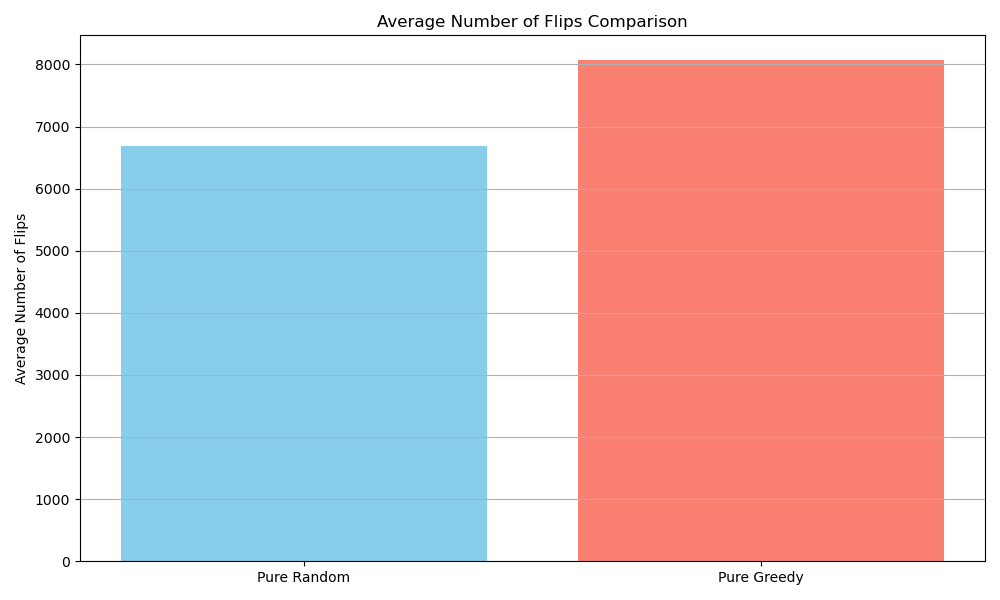 Average Number of Flips Comparison
Average Number of Flips
8000
7000
6000
5000
4000
3000
2000
1000
0
Pure Random
Pure Greedy